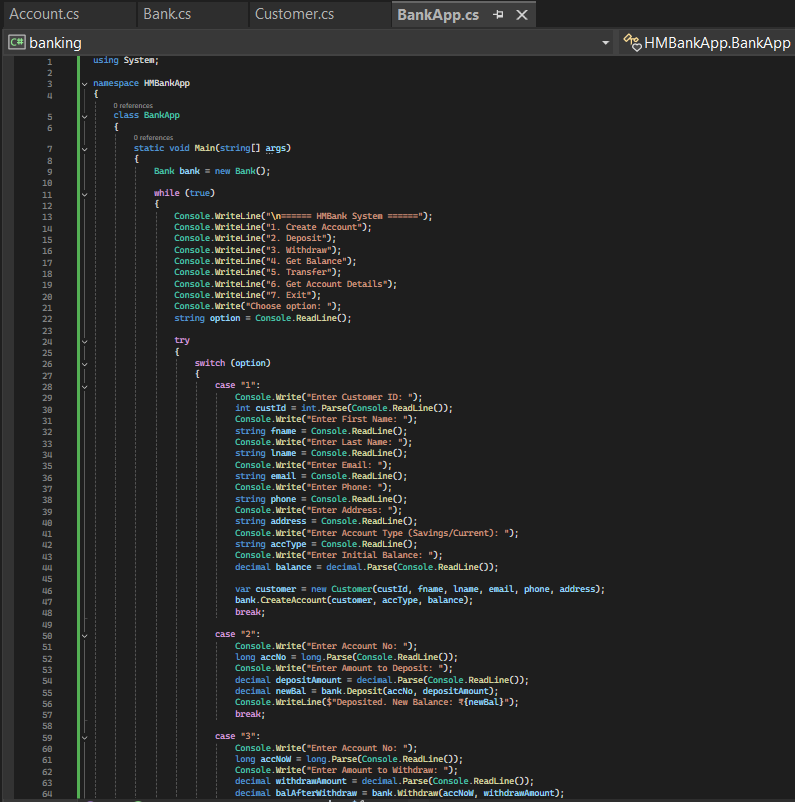 Account.cs Bank.cs Customer.cs BankApp.cs
C# banking HMBankApp.BankApp
1 using System;
2
3 namespace HMBankApp
4 {
0 references
5 class BankApp
6 {
0 references
7 static void Main(string[] args)
8 {
9 Bank bank = new Bank();
10
11 while (true)
12 {
13 Console.WriteLine("\n====== HMBank System ======");
14 Console.WriteLine("1. Create Account");
15 Console.WriteLine("2. Deposit");
16 Console.WriteLine("3. Withdraw");
17 Console.WriteLine("4. Get Balance");
18 Console.WriteLine("5. Transfer");
19 Console.WriteLine("6. Get Account Details");
20 Console.WriteLine("7. Exit");
21 Console.Write("Choose option: ");
22 string option = Console.ReadLine();
23
24 try
25 {
26 switch (option)
27 {
28 case "1":
29 Console.Write("Enter Customer ID: ");
30 int custId = int.Parse(Console.ReadLine());
31 Console.Write("Enter First Name: ");
32 string fname = Console.ReadLine();
33 Console.Write("Enter Last Name: ");
34 string lname = Console.ReadLine();
35 Console.Write("Enter Email: ");
36 string email = Console.ReadLine();
37 Console.Write("Enter Phone: ");
38 string phone = Console.ReadLine();
39 Console.Write("Enter Address: ");
40 string address = Console.ReadLine();
41 Console.Write("Enter Account Type (Savings/Current): ");
42 string accType = Console.ReadLine();
43 Console.Write("Enter Initial Balance: ");
44 decimal balance = decimal.Parse(Console.ReadLine());
45
46 var customer = new Customer(custId, fname, lname, email, phone, address);
47 bank.CreateAccount(customer, accType, balance);
48 break;
49
50 case "2":
51 Console.Write("Enter Account No: ");
52 long accNo = long.Parse(Console.ReadLine());
53 Console.Write("Enter Amount to Deposit: ");
54 decimal depositAmount = decimal.Parse(Console.ReadLine());
55 decimal newBal = bank.Deposit(accNo, depositAmount);
56 Console.WriteLine($"Deposited. New Balance: ₹{newBal}");
57 break;
58
59 case "3":
60 Console.Write("Enter Account No: ");
61 long accNoW = long.Parse(Console.ReadLine());
62 Console.Write("Enter Amount to Withdraw: ");
63 decimal withdrawAmount = decimal.Parse(Console.ReadLine());
64 decimal balAfterWithdraw = bank.Withdraw(accNoW, withdrawAmount);